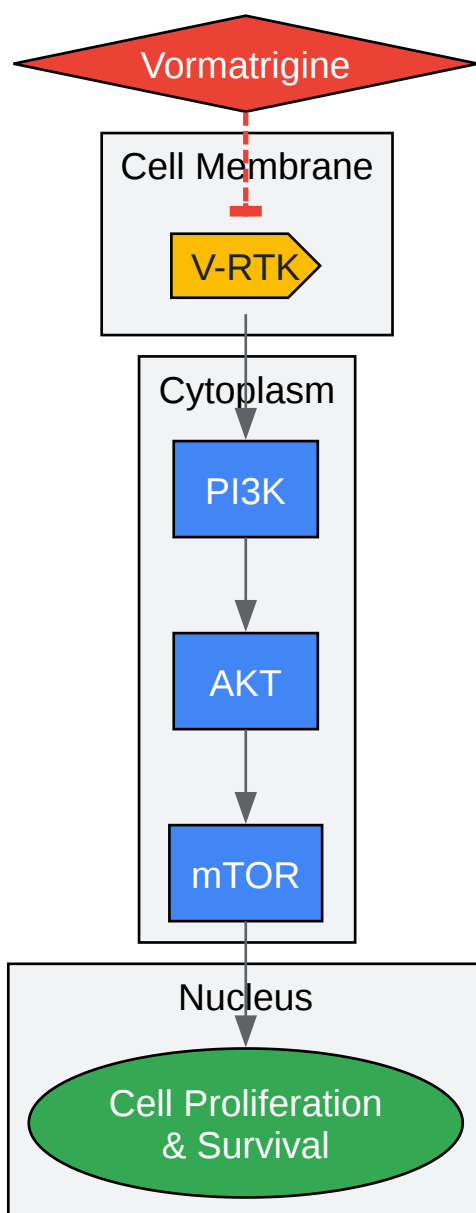 Vormatrigine
Cell Membrane
V-RTK
Cytoplasm
PI3K
AKT
mTOR
Nucleus
Cell Proliferation
& Survival